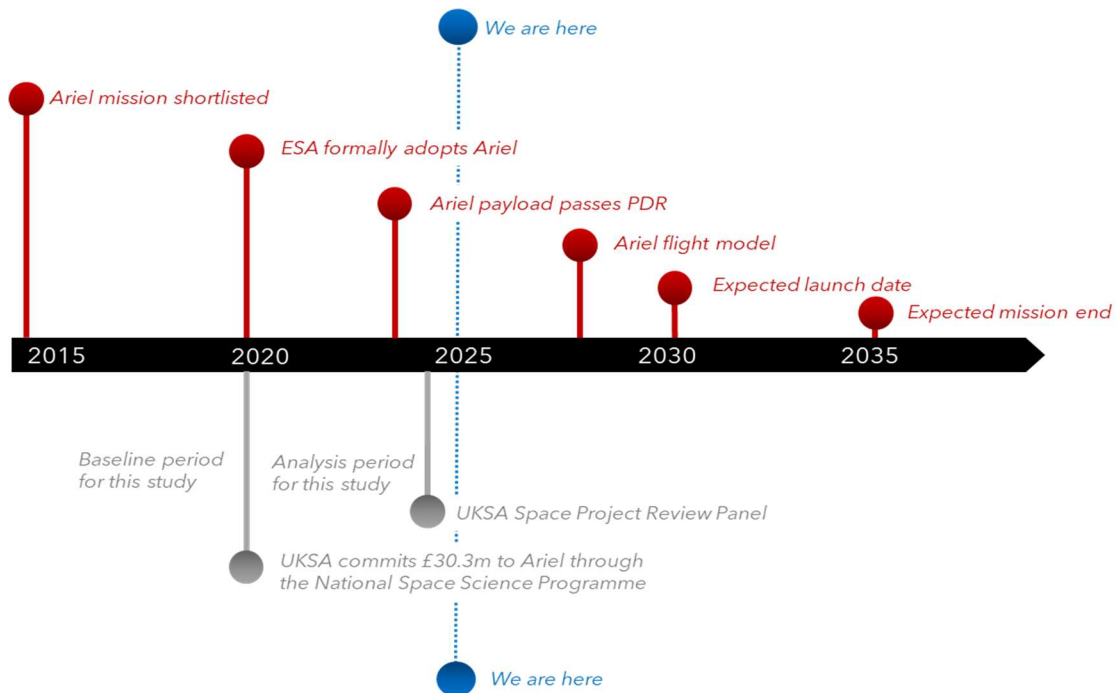 We are here
Ariel mission shortlisted
ESA formally adopts Ariel
Ariel payload passes PDR
Ariel flight model
Expected launch date
Expected mission end
2015
2020
2025
2030
2035
Baseline period
for this study
Analysis period
for this study
UKSA Space Project Review Panel
UKSA commits £30.3m to Ariel through
the National Space Science Programme
We are here